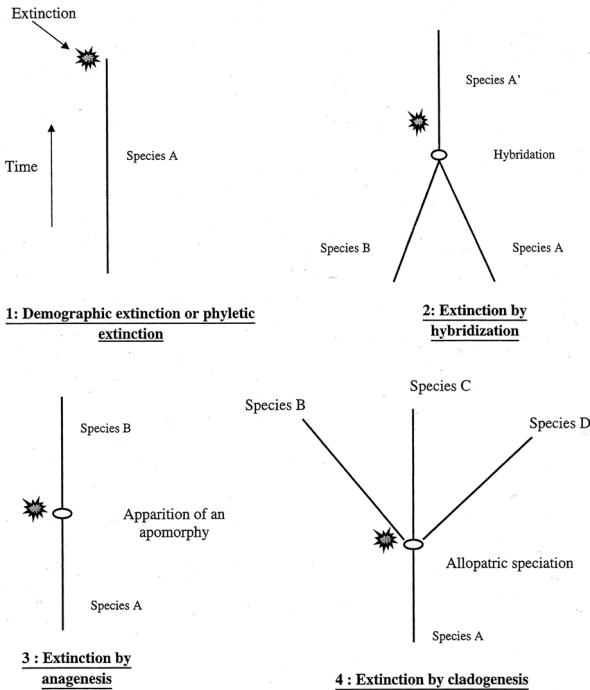 Extinction
Time
Species A
1: Demographic extinction or phyletic
extinction
Species A’
Hybridation
Species B
Species A
2: Extinction by
hybridization
Species B
Apparition of an
apomorphy
Species A
3 : Extinction by
anagenesis
Species C
Species B
Species D
Allopatric speciation
Species A
4 : Extinction by cladogenesis